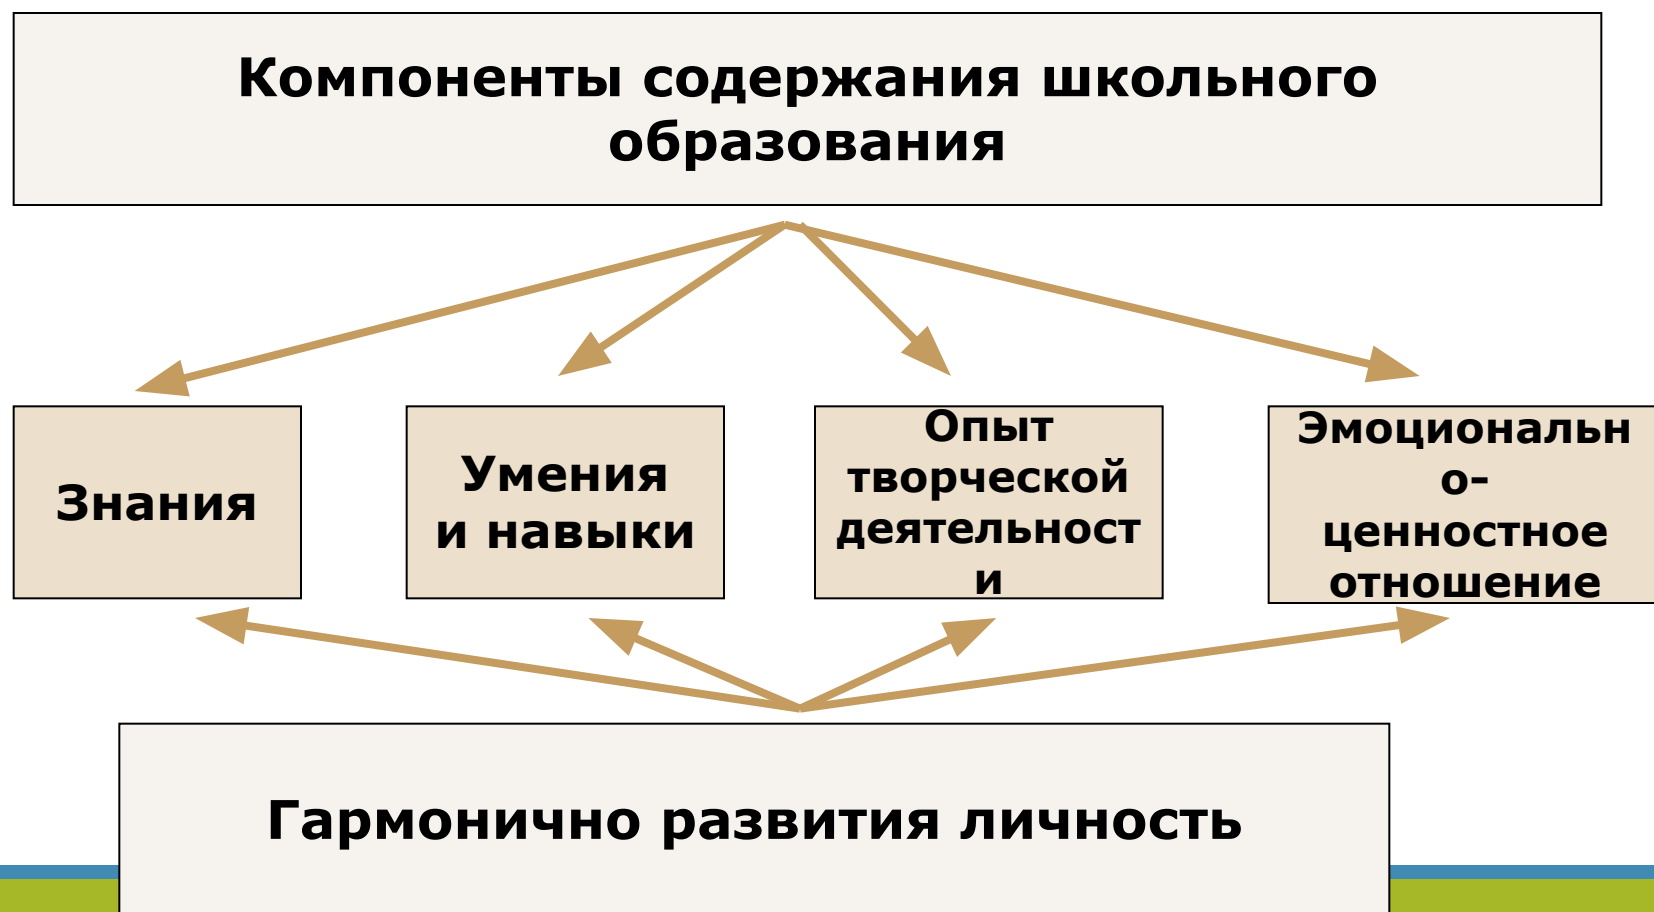 Компоненты содержания школьного
образования
Знания
Умения
и навыки
Опыт
творческой
деятельност
и
Эмоциональн
о-
ценностное
отношение
Гармонично развития личность